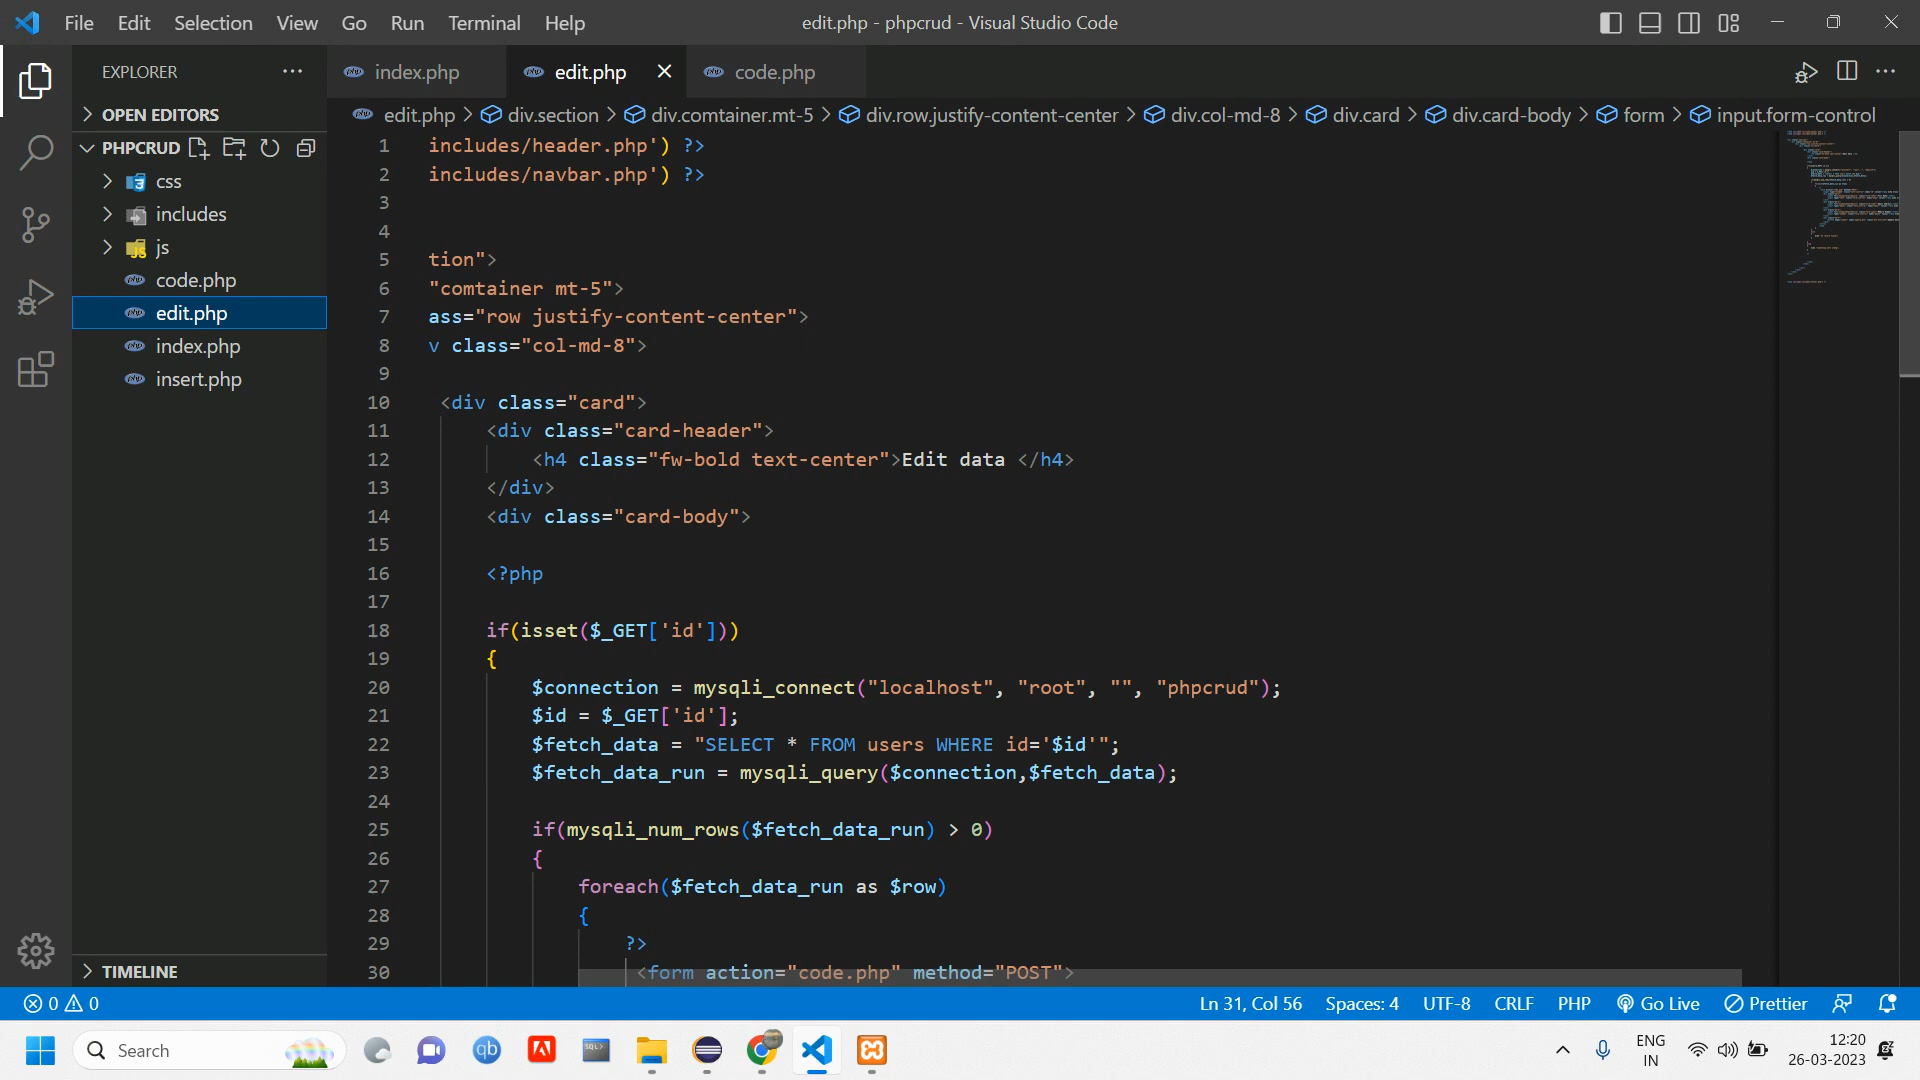 File Edit Selection View Go Run Terminal Help
edit.php - phpcrud - Visual Studio Code
EXPLORER
OPEN EDITORS
PHPCRUD
css
includes
js
code.php
edit.php
index.php
insert.php
TIMELINE
index.php
edit.php
code.php
edit.php > div.section > div.comtainer.mt-5 > div.row.justify-content-center > div.col-md-8 > div.card > div.card-body > form > input.form-control
1 includes/header.php') ?>
2 includes/navbar.php') ?>
3
4
5 tion">
6 "comtainer mt-5">
7 ass="row justify-content-center">
8 v class="col-md-8">
9
10 <div class="card">
11 <div class="card-header">
12 <h4 class="fw-bold text-center">Edit data </h4>
13 </div>
14 <div class="card-body">
15
16 <?php
17
18 if(isset($_GET['id']))
19 {
20 $connection = mysqli_connect("localhost", "root", "", "phpcrud");
21 $id = $_GET['id'];
22 $fetch_data = "SELECT * FROM users WHERE id='$id'";
23 $fetch_data_run = mysqli_query($connection,$fetch_data);
24
25 if(mysqli_num_rows($fetch_data_run) > 0)
26 {
27 foreach($fetch_data_run as $row)
28 {
29 ?>
30 <form action="code.php" method="POST">
0 0
Ln 31, Col 56 Spaces: 4 UTF-8 CRLF PHP Go Live Prettier
Search
ENG
IN
12:20
26-03-2023